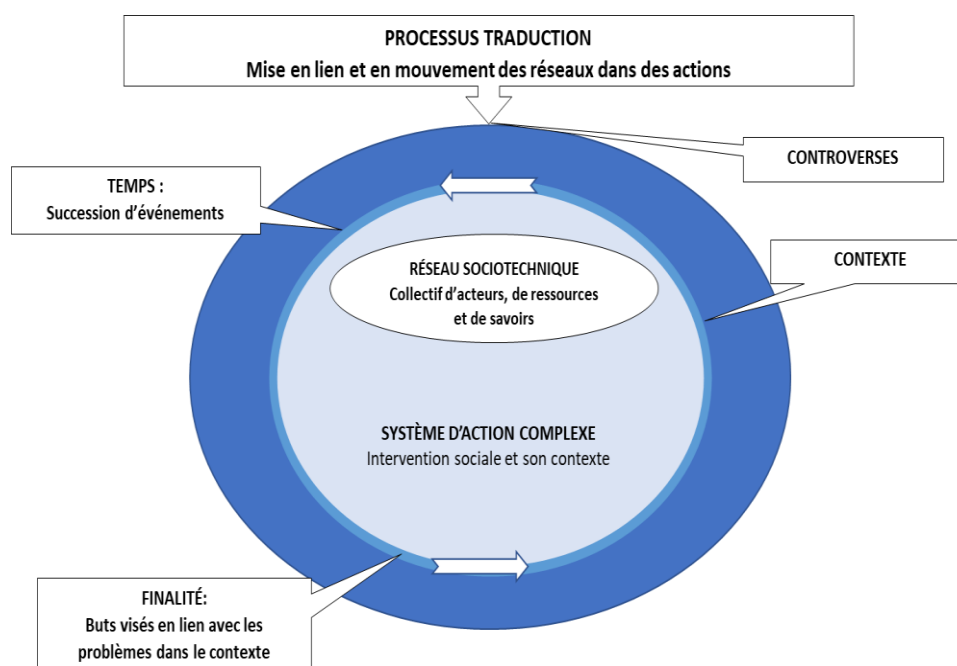 PROCESSUS TRADUCTION
Mise en lien et en mouvement des réseaux dans des actions
CONTROVERSES
TEMPS :
Succession d’événements
CONTEXTE
RÉSEAU SOCIOTECHNIQUE
Collectif d’acteurs, de ressources
et de savoirs
SYSTÈME D’ACTION COMPLEXE
Intervention sociale et son contexte
FINALITÉ:
Buts visés en lien avec les
problèmes dans le contexte